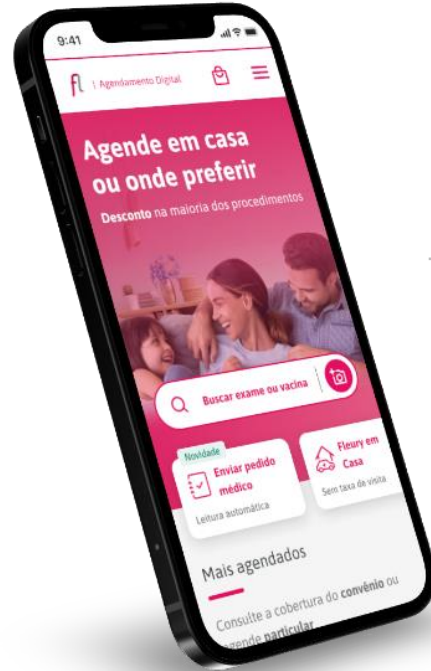 9:41
fl | Agendamento Digital
Agende em casa
ou onde preferir
Desconto na maioria dos procedimentos
Buscar exame ou vacina
Novidade
Enviar pedido
médico
Leitura automática
Fleury em
Casa
Sem taxa de visita
Mais agendados
Consulte a cobertura do convênio ou
agende particular